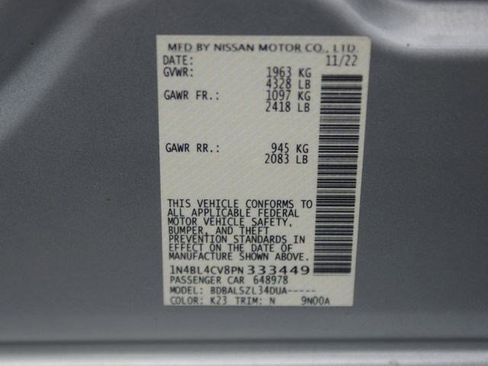 MFD BY NISSAN MOTOR CO., LTD.
DATE: 11/22
GVWR: 1963 KG
4328 LB
GAWR FR.: 1097 KG
2418 LB
GAWR RR.: 945 KG
2083 LB
THIS VEHICLE CONFORMS TO
ALL APPLICABLE FEDERAL
MOTOR VEHICLE SAFETY,
BUMPER, AND THEFT
PREVENTION STANDARDS IN
EFFECT ON THE DATE OF
MANUFACTURE SHOWN ABOVE.
1N4BL4CV8PN333449
PASSENGER CAR 648978
MODEL: BDBALSZL34DUA-----
COLOR: K23 TRIM: N 9N00A